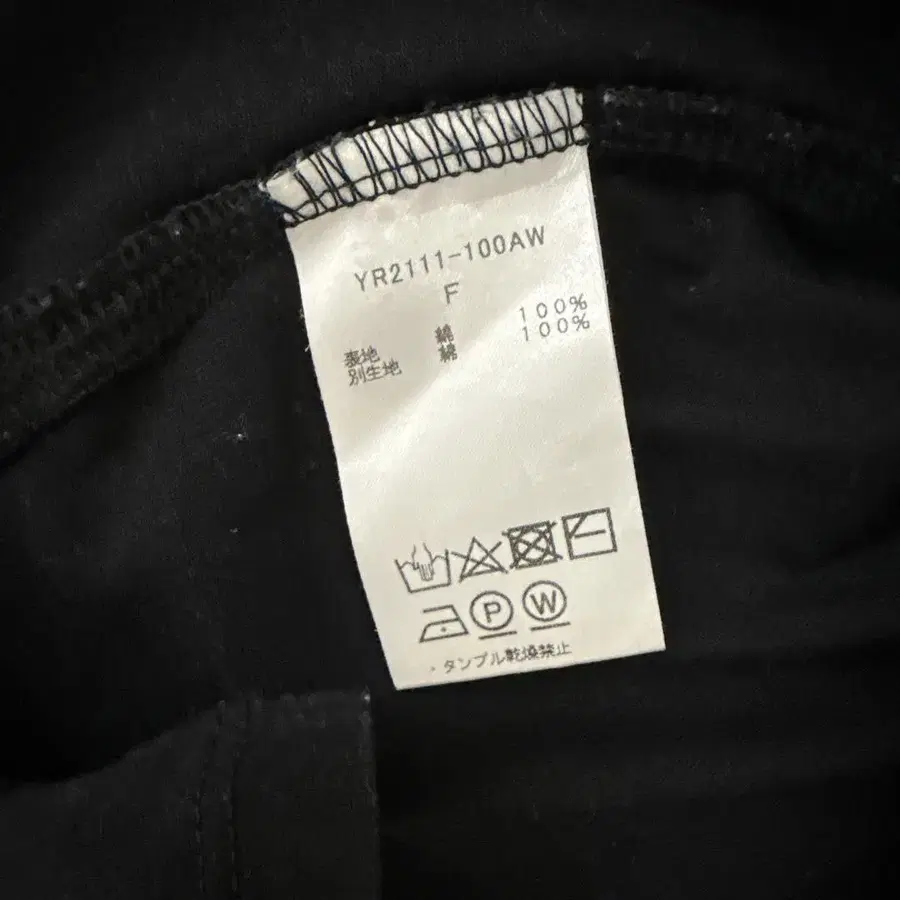 YR2111-100AW
F
表地 綿 100%
別生地 綿 100%
P W
・タンブル乾燥禁止